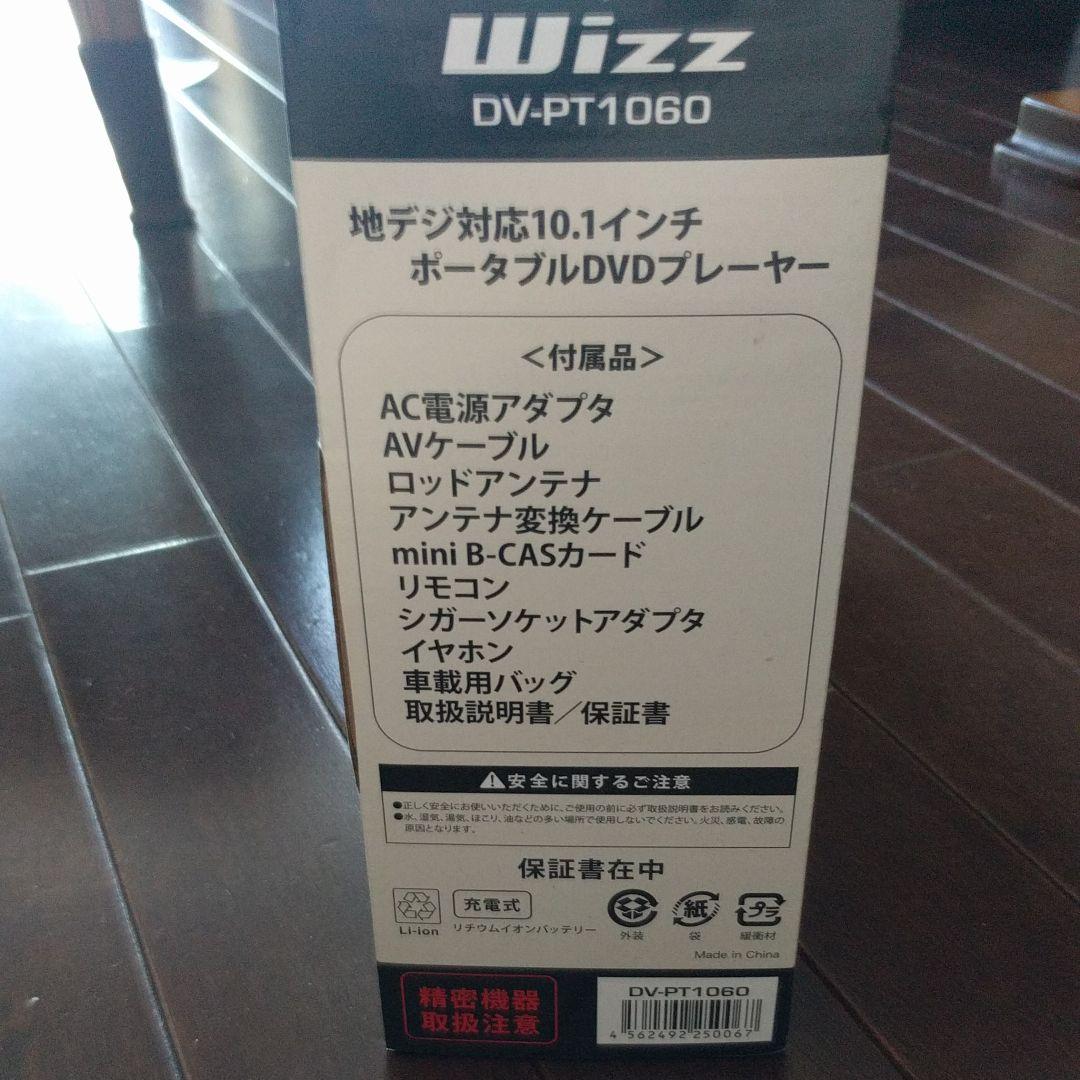 Wizz
DV-PT1060
地デジ対応10.1インチ
ポータブルDVDプレーヤー
＜付属品＞
AC電源アダプタ
AVケーブル
ロッドアンテナ
アンテナ変換ケーブル
mini B-CASカード
リモコン
シガーソケットアダプタ
イヤホン
車載用バッグ
取扱説明書／保証書
安全に関するご注意
●正しく安全にお使いいただくために、ご使用の前に必ず取扱説明書をお読みください。
●水、湿気、湯気、ほこり、油などの多い場所で使用しないでください。火災、感電、故障の
原因となります。
保証書在中
Li-ion
充電式
リチウムイオンバッテリー
外装
紙
袋
プラ
緩衝材
Made in China
精密機器
取扱注意
DV-PT1060
4 562492 250067